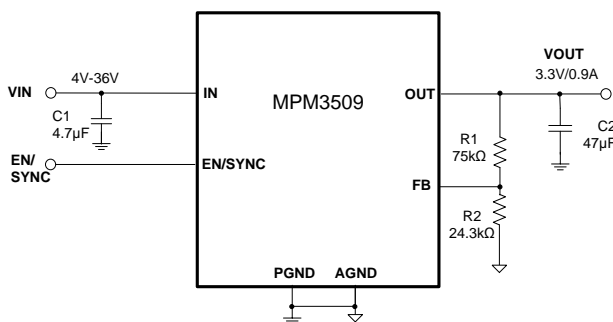 VIN
4V-36V
C1
4.7µF
EN/
SYNC
IN
EN/SYNC
MPM3509
OUT
FB
PGND
AGND
VOUT
3.3V/0.9A
R1
75kΩ
R2
24.3kΩ
C2
47µF